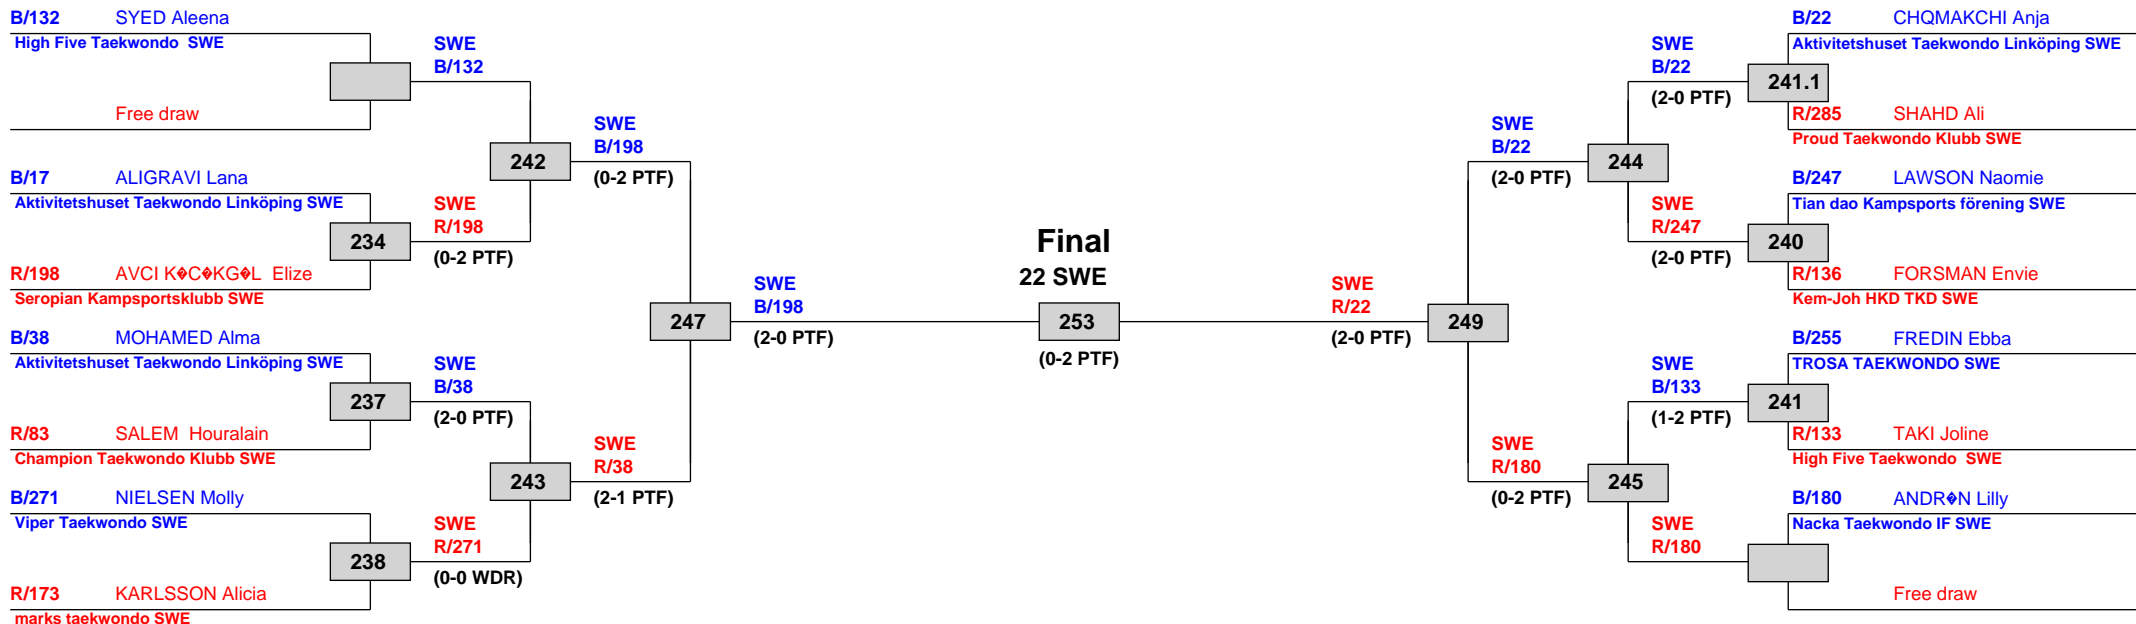 B/132 SYED Aleena
High Five Taekwondo SWE
Free draw
B/17 ALIGRAVI Lana
Aktivitetshuset Taekwondo Linköping SWE
R/198 AVCI K�C�KG�L Elize
Seropian Kampsportsklubb SWE
B/38 MOHAMED Alma
Aktivitetshuset Taekwondo Linköping SWE
R/83 SALEM Houralain
Champion Taekwondo Klubb SWE
B/271 NIELSEN Molly
Viper Taekwondo SWE
R/173 KARLSSON Alicia
marks taekwondo SWE
234
237
238
SWE
B/132
SWE
R/198
(0-2 PTF)
SWE
B/38
(2-0 PTF)
SWE
R/271
(0-0 WDR)
242
243
SWE
B/198
(0-2 PTF)
SWE
R/38
(2-1 PTF)
247
SWE
B/198
(2-0 PTF)
Final
22 SWE
253
(0-2 PTF)
SWE
R/22
(2-0 PTF)
249
SWE
B/22
(2-0 PTF)
SWE
R/180
(0-2 PTF)
244
245
SWE
B/22
(2-0 PTF)
SWE
R/247
(2-0 PTF)
SWE
B/133
(1-2 PTF)
SWE
R/180
241.1
240
241
B/22 CHQMAKCHI Anja
Aktivitetshuset Taekwondo Linköping SWE
R/285 SHAHD Ali
Proud Taekwondo Klubb SWE
B/247 LAWSON Naomie
Tian dao Kampsports förening SWE
R/136 FORSMAN Envie
Kem-Joh HKD TKD SWE
B/255 FREDIN Ebba
TROSA TAEKWONDO SWE
R/133 TAKI Joline
High Five Taekwondo SWE
B/180 ANDR�N Lilly
Nacka Taekwondo IF SWE
Free draw